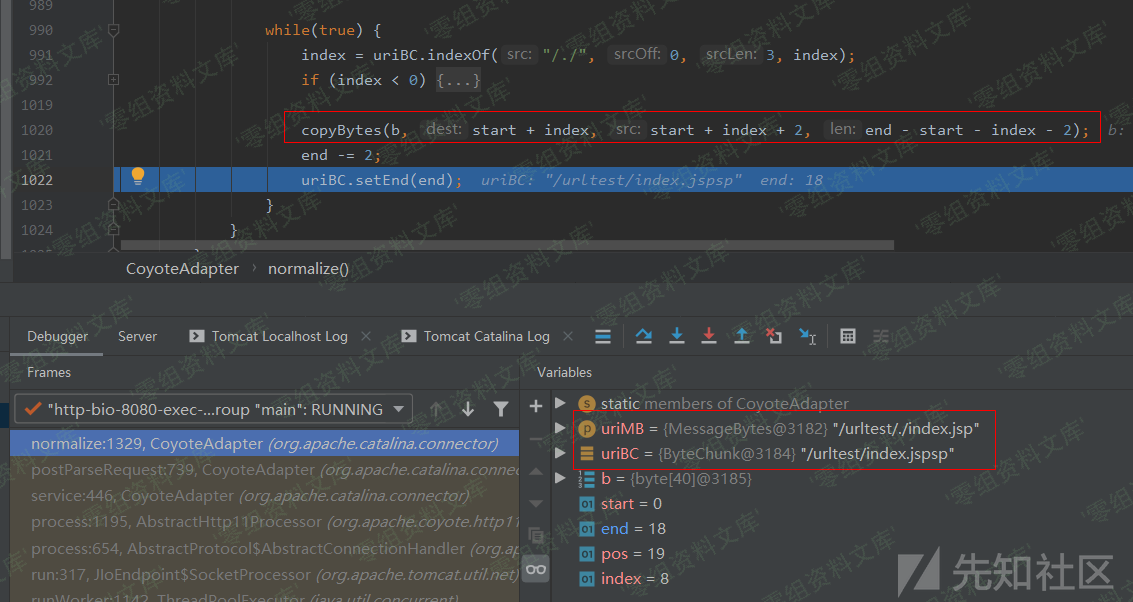 989
990 while(true) {
991 index = uriBC.indexOf( src: "/./", srcOff: 0, srcLen: 3, index);
992 if (index < 0) {...}
1019
1020 copyBytes(b, dest: start + index, src: start + index + 2, len: end - start - index - 2); b:
1021 end -= 2;
1022 uriBC.setEnd(end); uriBC: "/urltest/index.jspsp" end: 18
1023 }
1024 }
CoyoteAdapter › normalize()
Debugger Server Tomcat Localhost Log Tomcat Catalina Log
Frames Variables
"http-bio-8080-exec-...roup "main": RUNNING
static members of CoyoteAdapter
normalize:1329, CoyoteAdapter (org.apache.catalina.connector)
uriMB = {MessageBytes@3182} "/urltest/./index.jsp"
postParseRequest:739, CoyoteAdapter (org.apache.catalina.connec
uriBC = {ByteChunk@3184} "/urltest/index.jspsp"
service:446, CoyoteAdapter (org.apache.catalina.connector)
b = {byte[40]@3185}
process:1195, AbstractHttp11Processor (org.apache.coyote.http11
start = 0
end = 18
process:654, AbstractProtocol$AbstractConnectionHandler (org.ap
pos = 19
run:317, JIoEndpoint$SocketProcessor (org.apache.tomcat.util.net)
index = 8
runWorker:1142, ThreadPoolExecutor (java.util.concurrent)
先知社区
零组资料文库